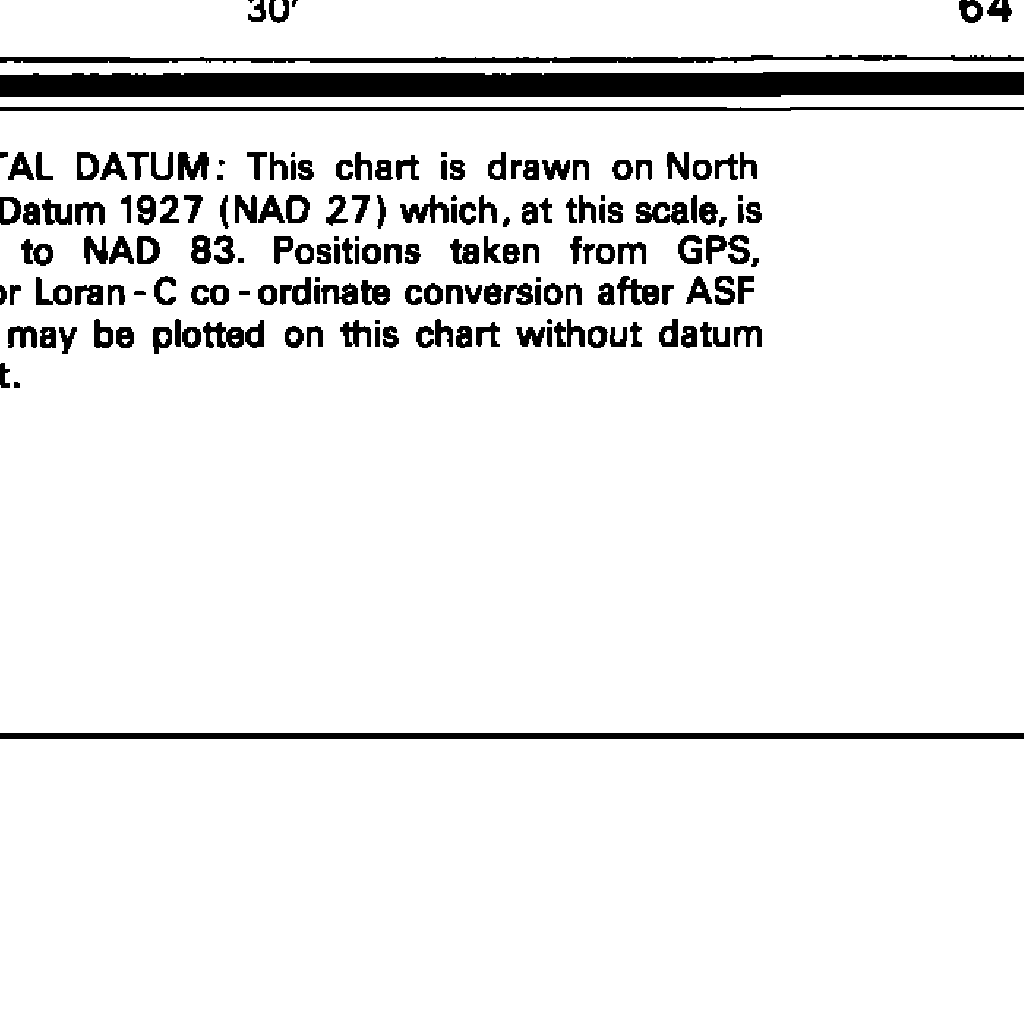 30′ 64
TAL DATUM: This chart is drawn on North
Datum 1927 (NAD 27) which, at this scale, is
to NAD 83. Positions taken from GPS,
or Loran-C co-ordinate conversion after ASF
may be plotted on this chart without datum
t.